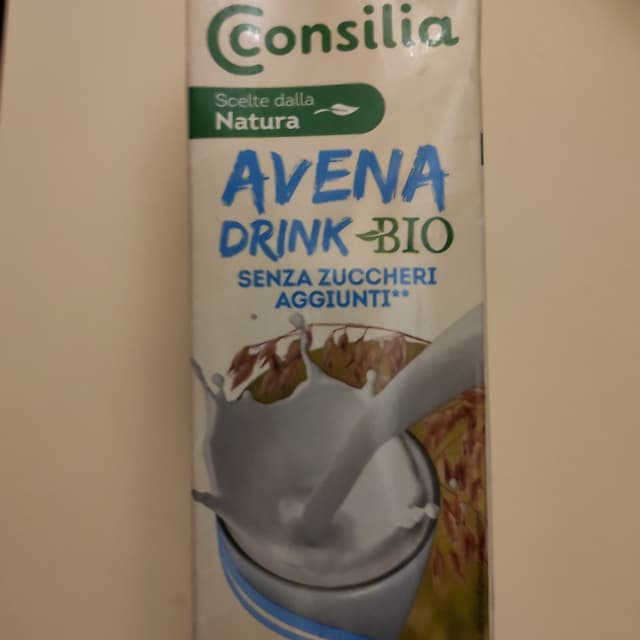 Consilia
Scelte dalla
Natura
AVENA
DRINK BIO
SENZA ZUCCHERI
AGGIUNTI**